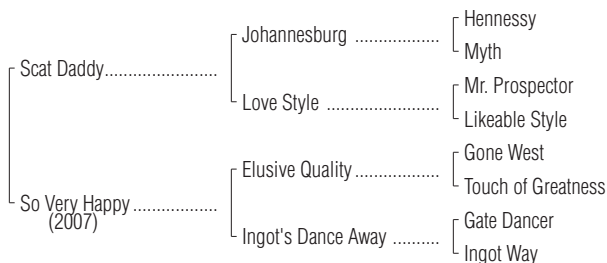 Hennessy
Johannesburg ..................
Myth
Scat Daddy........................
Mr. Prospector
Love Style ........................
Likeable Style
Gone West
Elusive Quality ..................
Touch of Greatness
So Very Happy..................
(2007)
Gate Dancer
Ingot's Dance Away ..........
Ingot Way